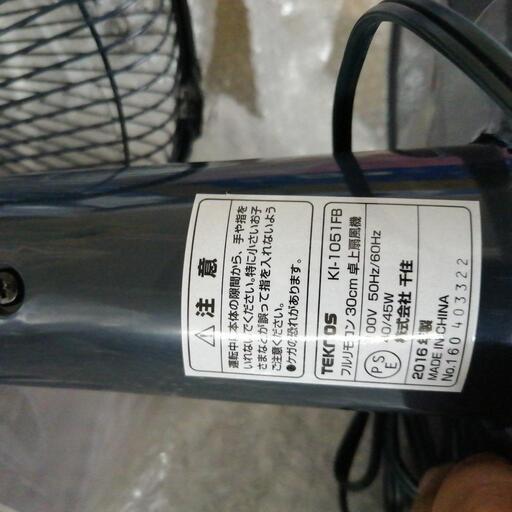 注意
運転中に本体の隙間から、手や指を
いれないでください。特に小さいお子
さまなどが誤って指を入れないよう
ご注意ください。
●ケガの恐れがあります。
TEKNOS KI-1051FB
フルリモコン30cm 卓上扇風機
00V 50Hz/60Hz
0/45W
PSE
株式会社 千住
2016年製
MADE IN CHINA
No.160 403322